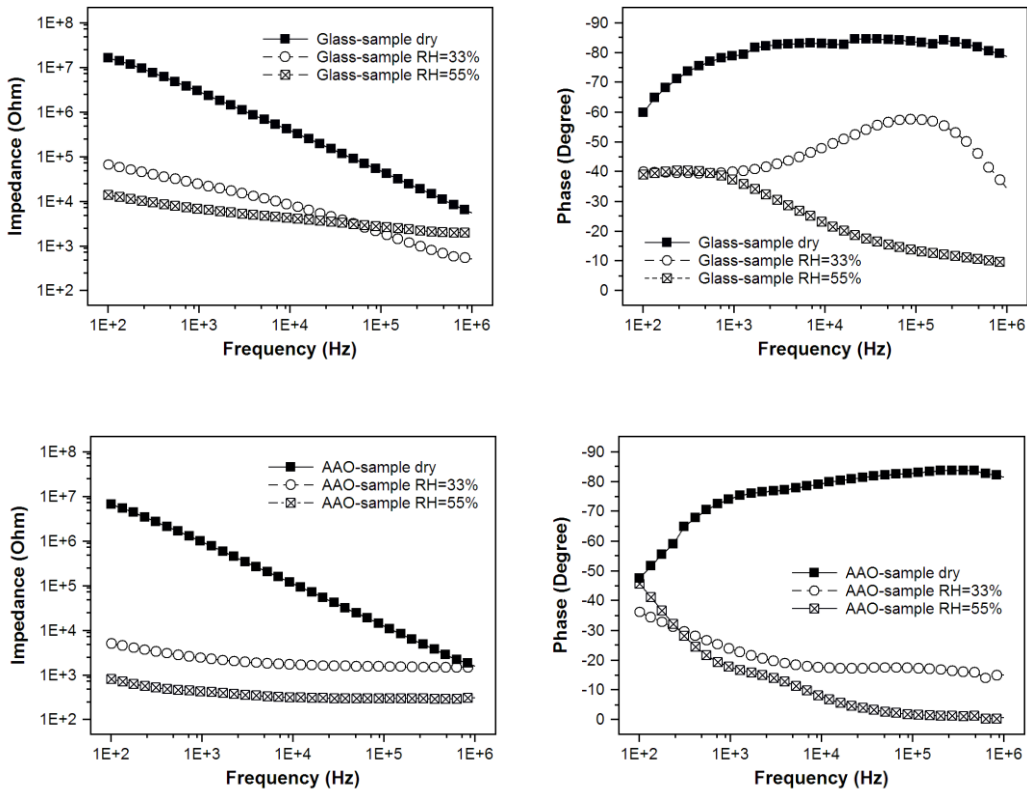 1E+8
1E+7
1E+6
1E+5
1E+4
1E+3
1E+2
Impedance (Ohm)
Glass-sample dry
Glass-sample RH=33%
Glass-sample RH=55%
1E+2 1E+3 1E+4 1E+5 1E+6
Frequency (Hz)
-90
-80
-70
-60
-50
-40
-30
-20
-10
0
Phase (Degree)
Glass-sample dry
Glass-sample RH=33%
Glass-sample RH=55%
1E+2 1E+3 1E+4 1E+5 1E+6
Frequency (Hz)
1E+8
1E+7
1E+6
1E+5
1E+4
1E+3
1E+2
Impedance (Ohm)
AAO-sample dry
AAO-sample RH=33%
AAO-sample RH=55%
1E+2 1E+3 1E+4 1E+5 1E+6
Frequency (Hz)
-90
-80
-70
-60
-50
-40
-30
-20
-10
0
Phase (Degree)
AAO-sample dry
AAO-sample RH=33%
AAO-sample RH=55%
1E+2 1E+3 1E+4 1E+5 1E+6
Frequency (Hz)